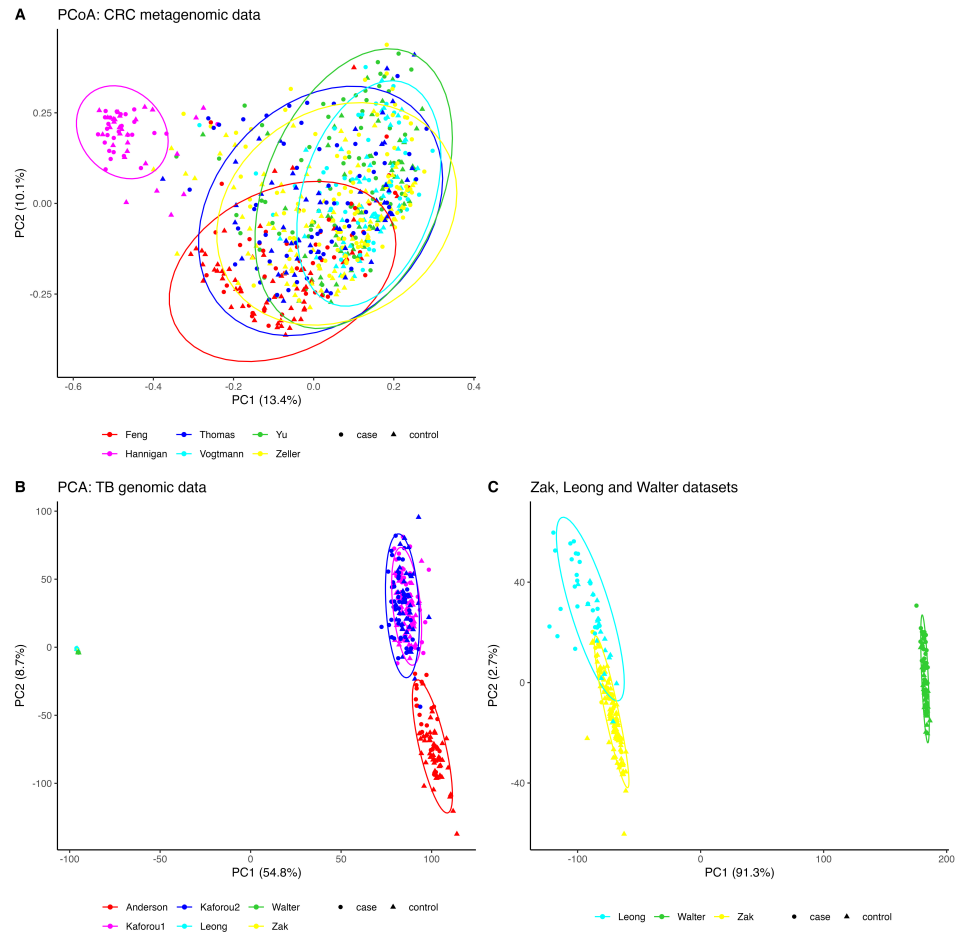 A PCoA: CRC metagenomic data
PC2 (10.1%)
0.25
0.00
-0.25
-0.6 -0.4 -0.2 0.0 0.2 0.4
PC1 (13.4%)
Feng Thomas Yu case control
Hannigan Vogtmann Zeller
B PCA: TB genomic data
PC2 (8.7%)
100
50
0
-50
-100
-100 -50 0 50 100
PC1 (54.8%)
Anderson Kaforou2 Walter case control
Kaforou1 Leong Zak
C Zak, Leong and Walter datasets
PC2 (2.7%)
40
0
-40
-100 0 100 200
PC1 (91.3%)
Leong Walter Zak case control